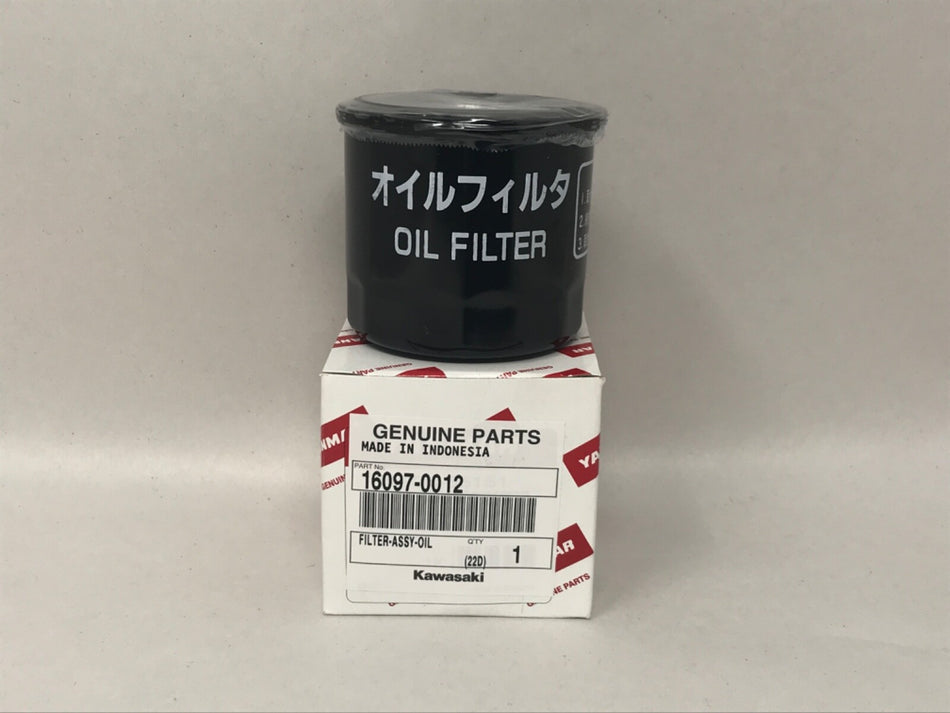 オイルフィルタ
OIL FILTER
GENUINE PARTS
MADE IN INDONESIA
PART No.
16097-0012
FILTER-ASSY-OIL
Q'TY
(22D)
1
Kawasaki